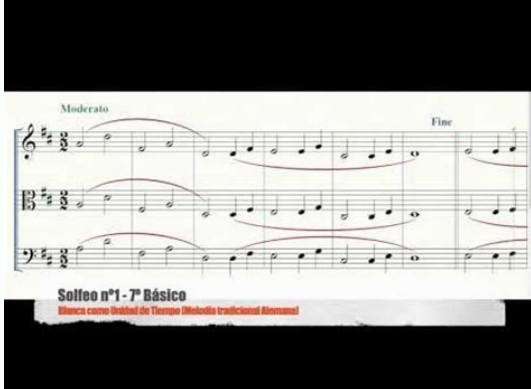 Moderato
Fine
Solfeo nº1 - 7º Básico
Blanca como Unidad de Tiempo (Melodía tradicional Alemana)